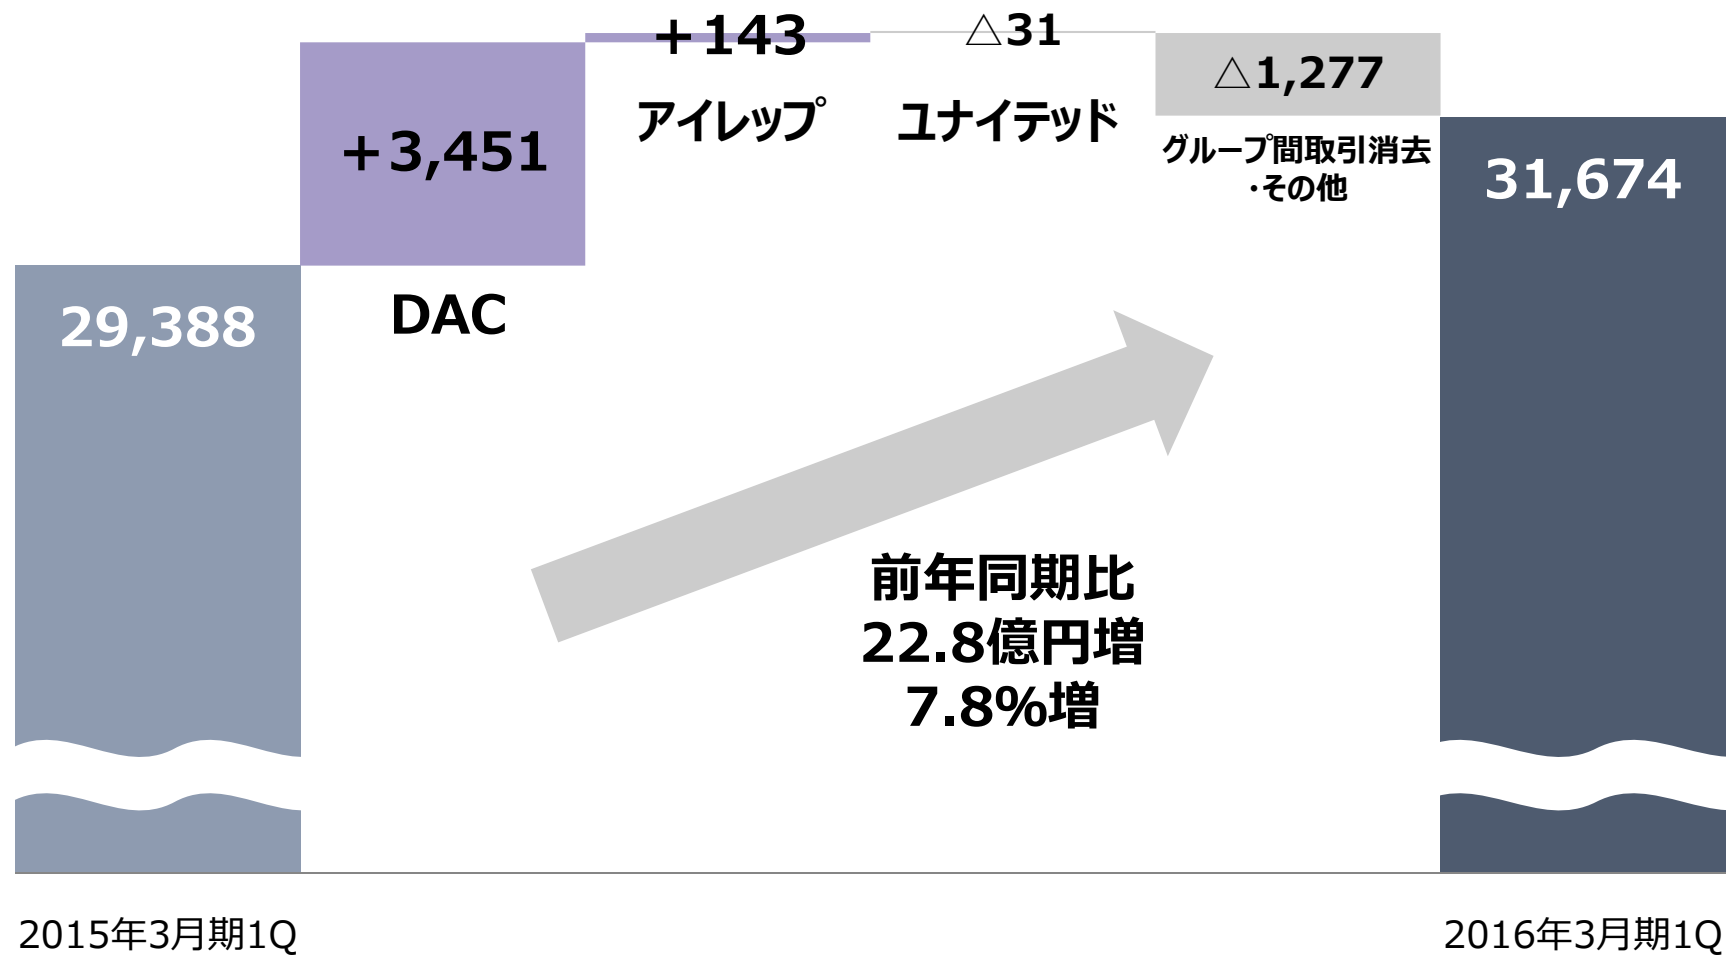 29,388
+3,451
DAC
+143
アイレップ
△31
ユナイテッド
△1,277
グループ間取引消去
・その他
31,674
前年同期比
22.8億円増
7.8%増
2015年3月期1Q
2016年3月期1Q